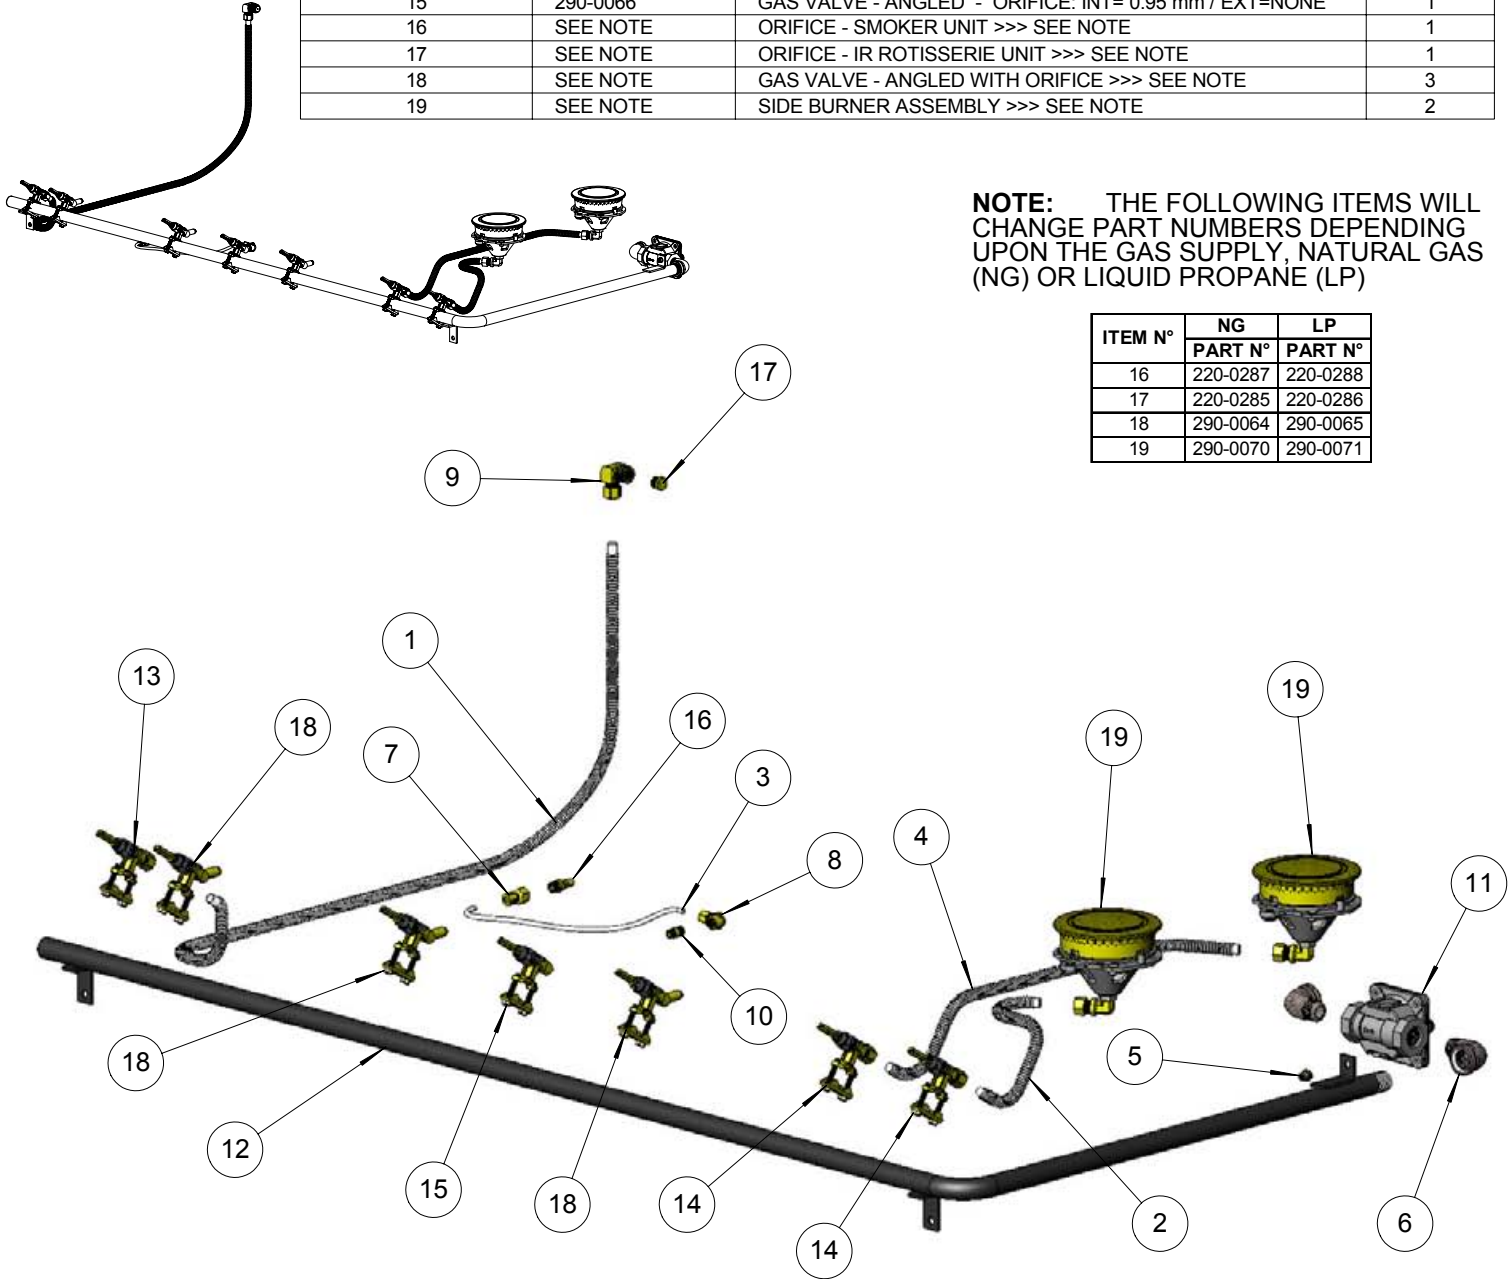 15 290-0066 GAS VALVE - ANGLED - ORIFICE: INT= 0.95 mm / EXT=NONE 1
16 SEE NOTE ORIFICE - SMOKER UNIT >>> SEE NOTE 1
17 SEE NOTE ORIFICE - IR ROTISSERIE UNIT >>> SEE NOTE 1
18 SEE NOTE GAS VALVE - ANGLED WITH ORIFICE >>> SEE NOTE 3
19 SEE NOTE SIDE BURNER ASSEMBLY >>> SEE NOTE 2
NOTE: THE FOLLOWING ITEMS WILL
CHANGE PART NUMBERS DEPENDING
UPON THE GAS SUPPLY, NATURAL GAS
(NG) OR LIQUID PROPANE (LP)
ITEM N° NG LP
PART N° PART N°
16 220-0287 220-0288
17 220-0285 220-0286
18 290-0064 290-0065
19 290-0070 290-0071
17
9
1
13
18
7
16
3
19
19
4
8
11
18
10
5
12
15
18
14
14
2
6